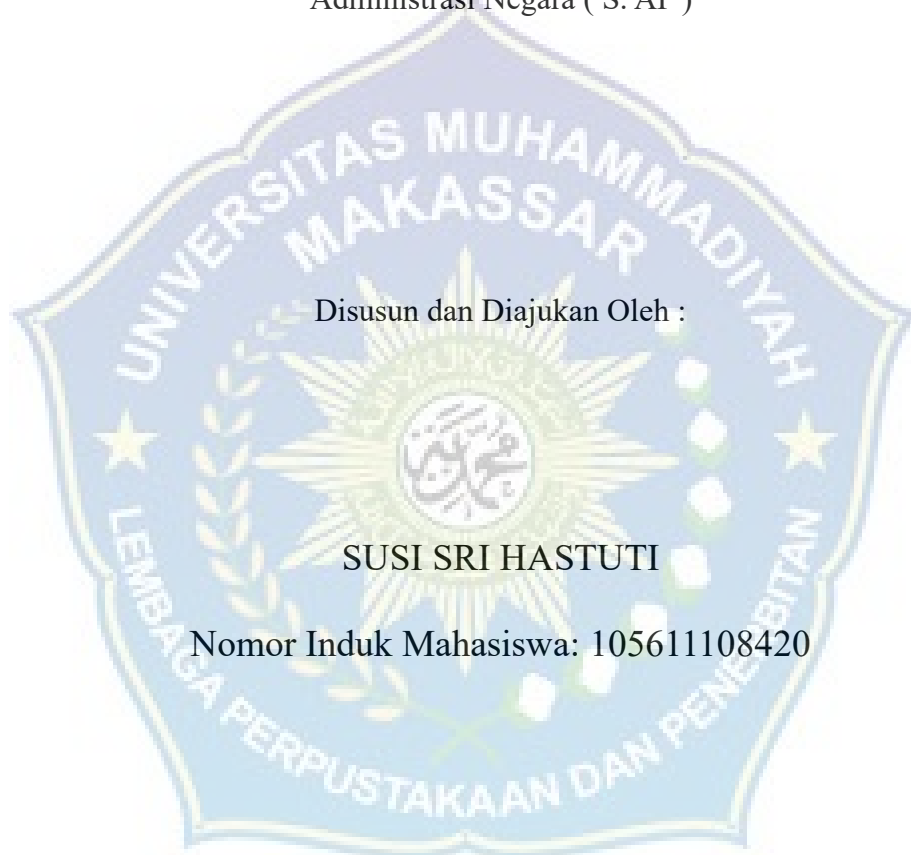 Administrasi Negara ( S. AP )
UNIVERSITAS MUHAMMADIYAH
MAKASSAR
Disusun dan Diajukan Oleh :
محمد
SUSI SRI HASTUTI
Nomor Induk Mahasiswa: 105611108420
LEMBAGA PERPUSTAKAAN DAN PENERBITAN